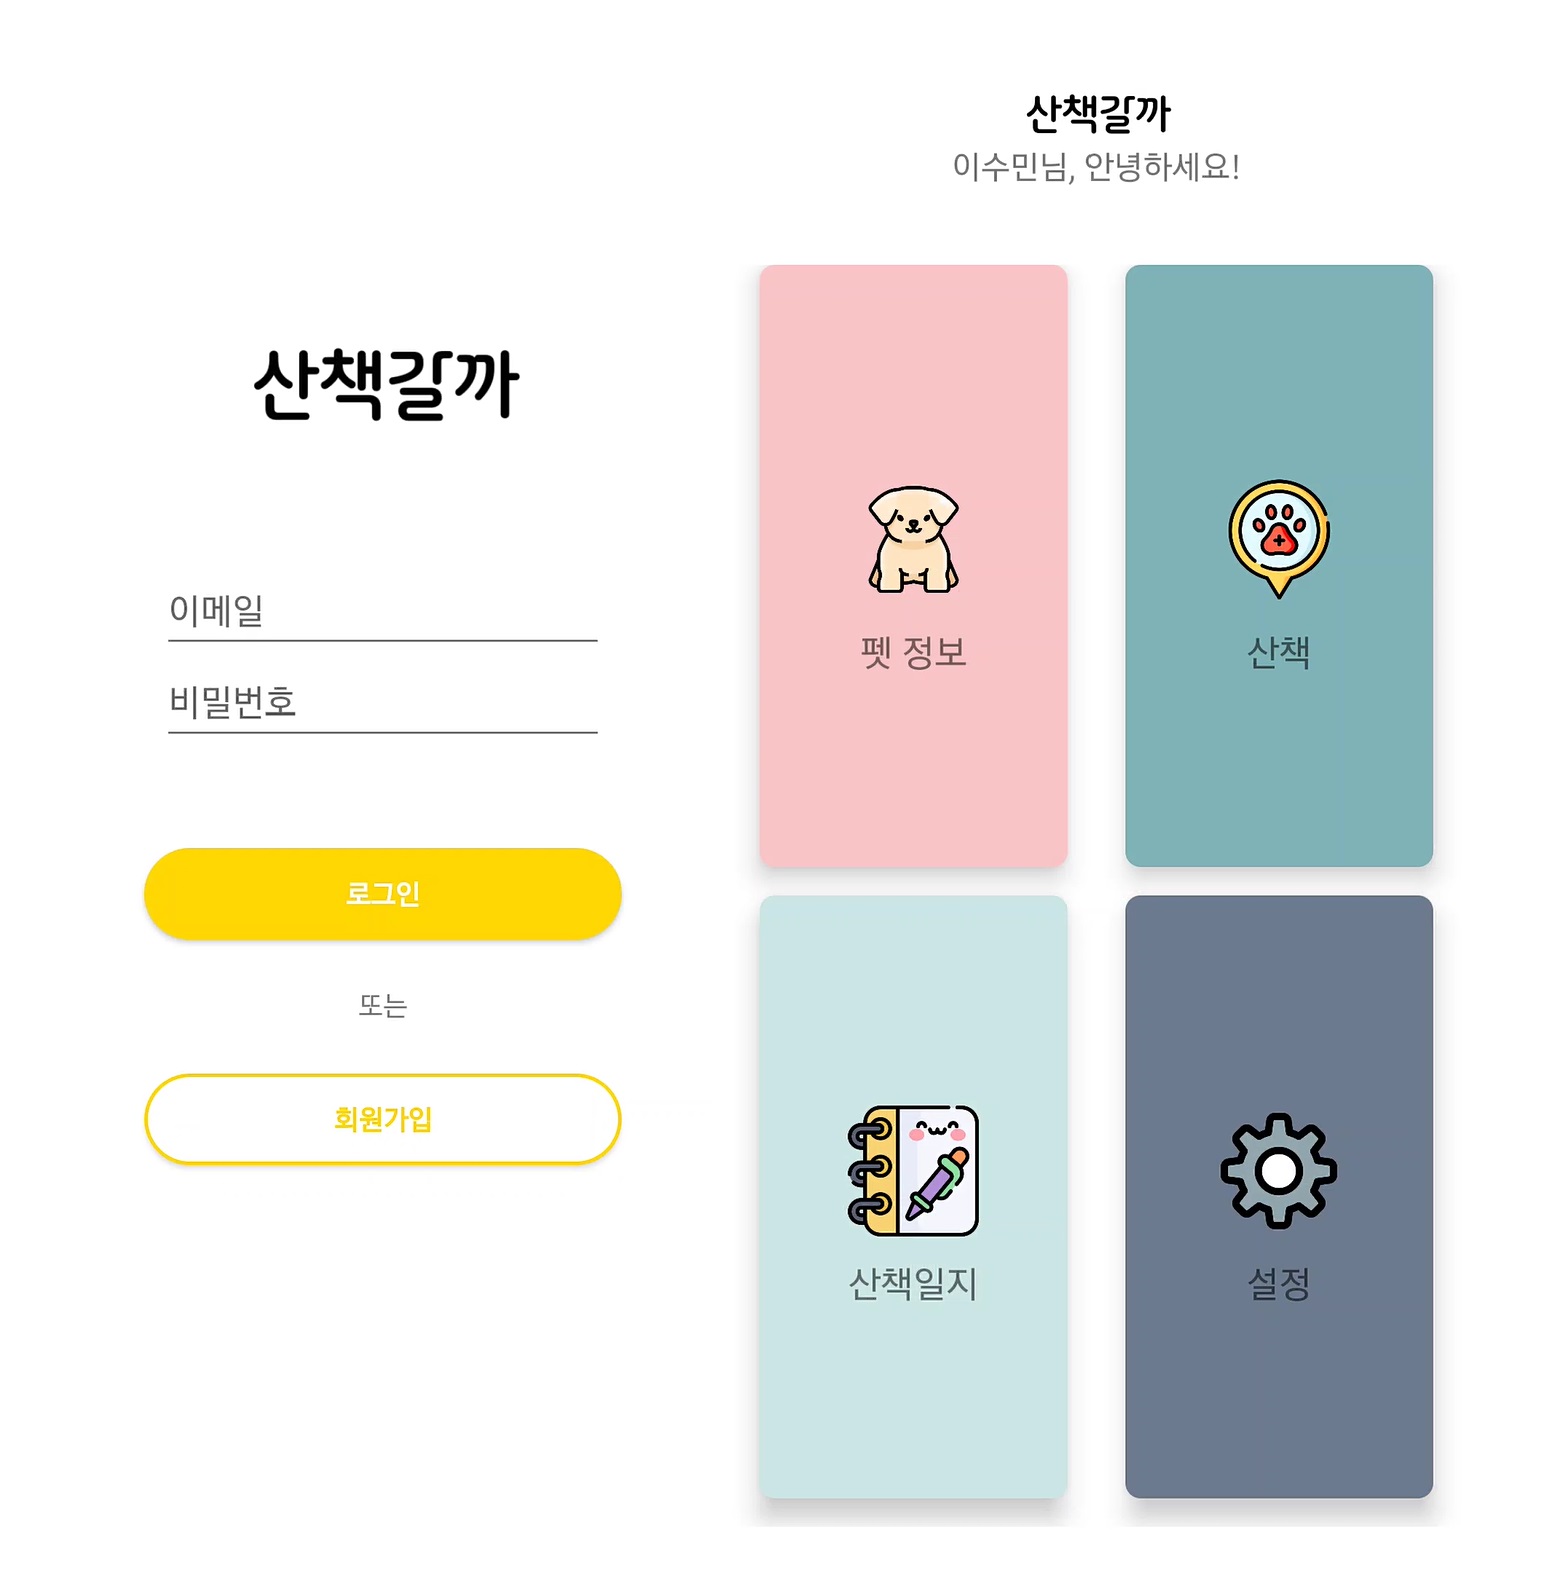 산책갈까
이메일
비밀번호
로그인
또는
회원가입
산책갈까
이수민님, 안녕하세요!
펫 정보
산책
산책일지
설정